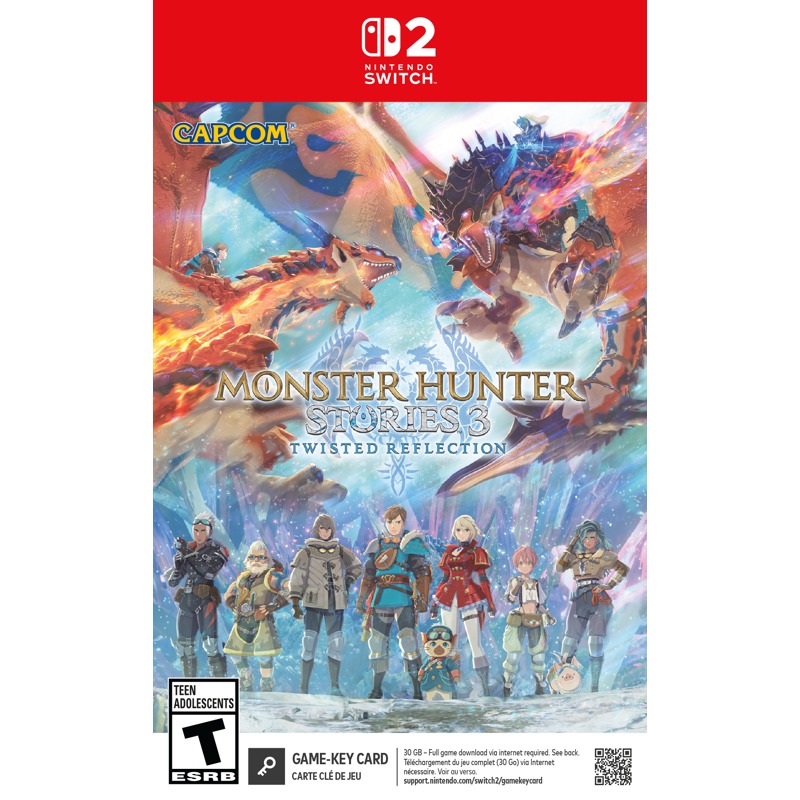 2
NINTENDO
SWITCH™
CAPCOM®
MONSTER HUNTER
STORIES 3
TWISTED REFLECTION
TEEN
ADOLESCENTS
T
ESRB
GAME-KEY CARD
CARTE CLÉ DE JEU
30 GB – Full game download via internet required. See back.
Téléchargement du jeu complet (30 Go) via Internet
nécessaire. Voir au verso.
support.nintendo.com/switch2/gamekeycard